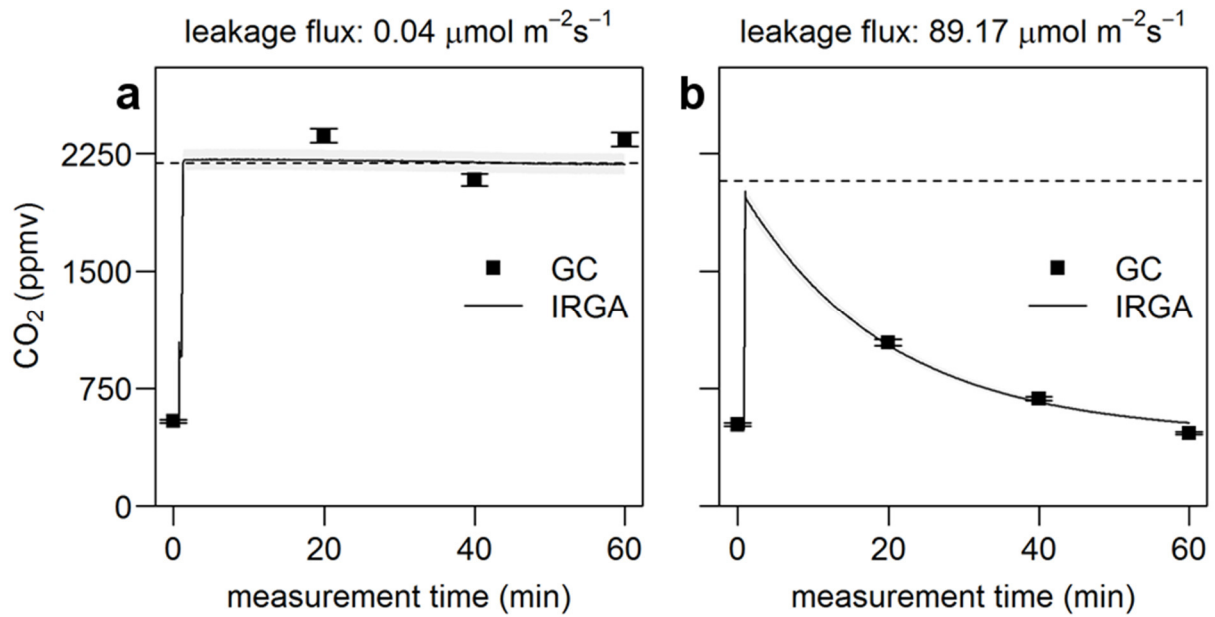 leakage flux: 0.04 μmol m⁻²s⁻¹
leakage flux: 89.17 μmol m⁻²s⁻¹
a
b
CO₂ (ppmv)
2250
1500
750
0
GC
IRGA
GC
IRGA
0 20 40 60
0 20 40 60
measurement time (min)
measurement time (min)